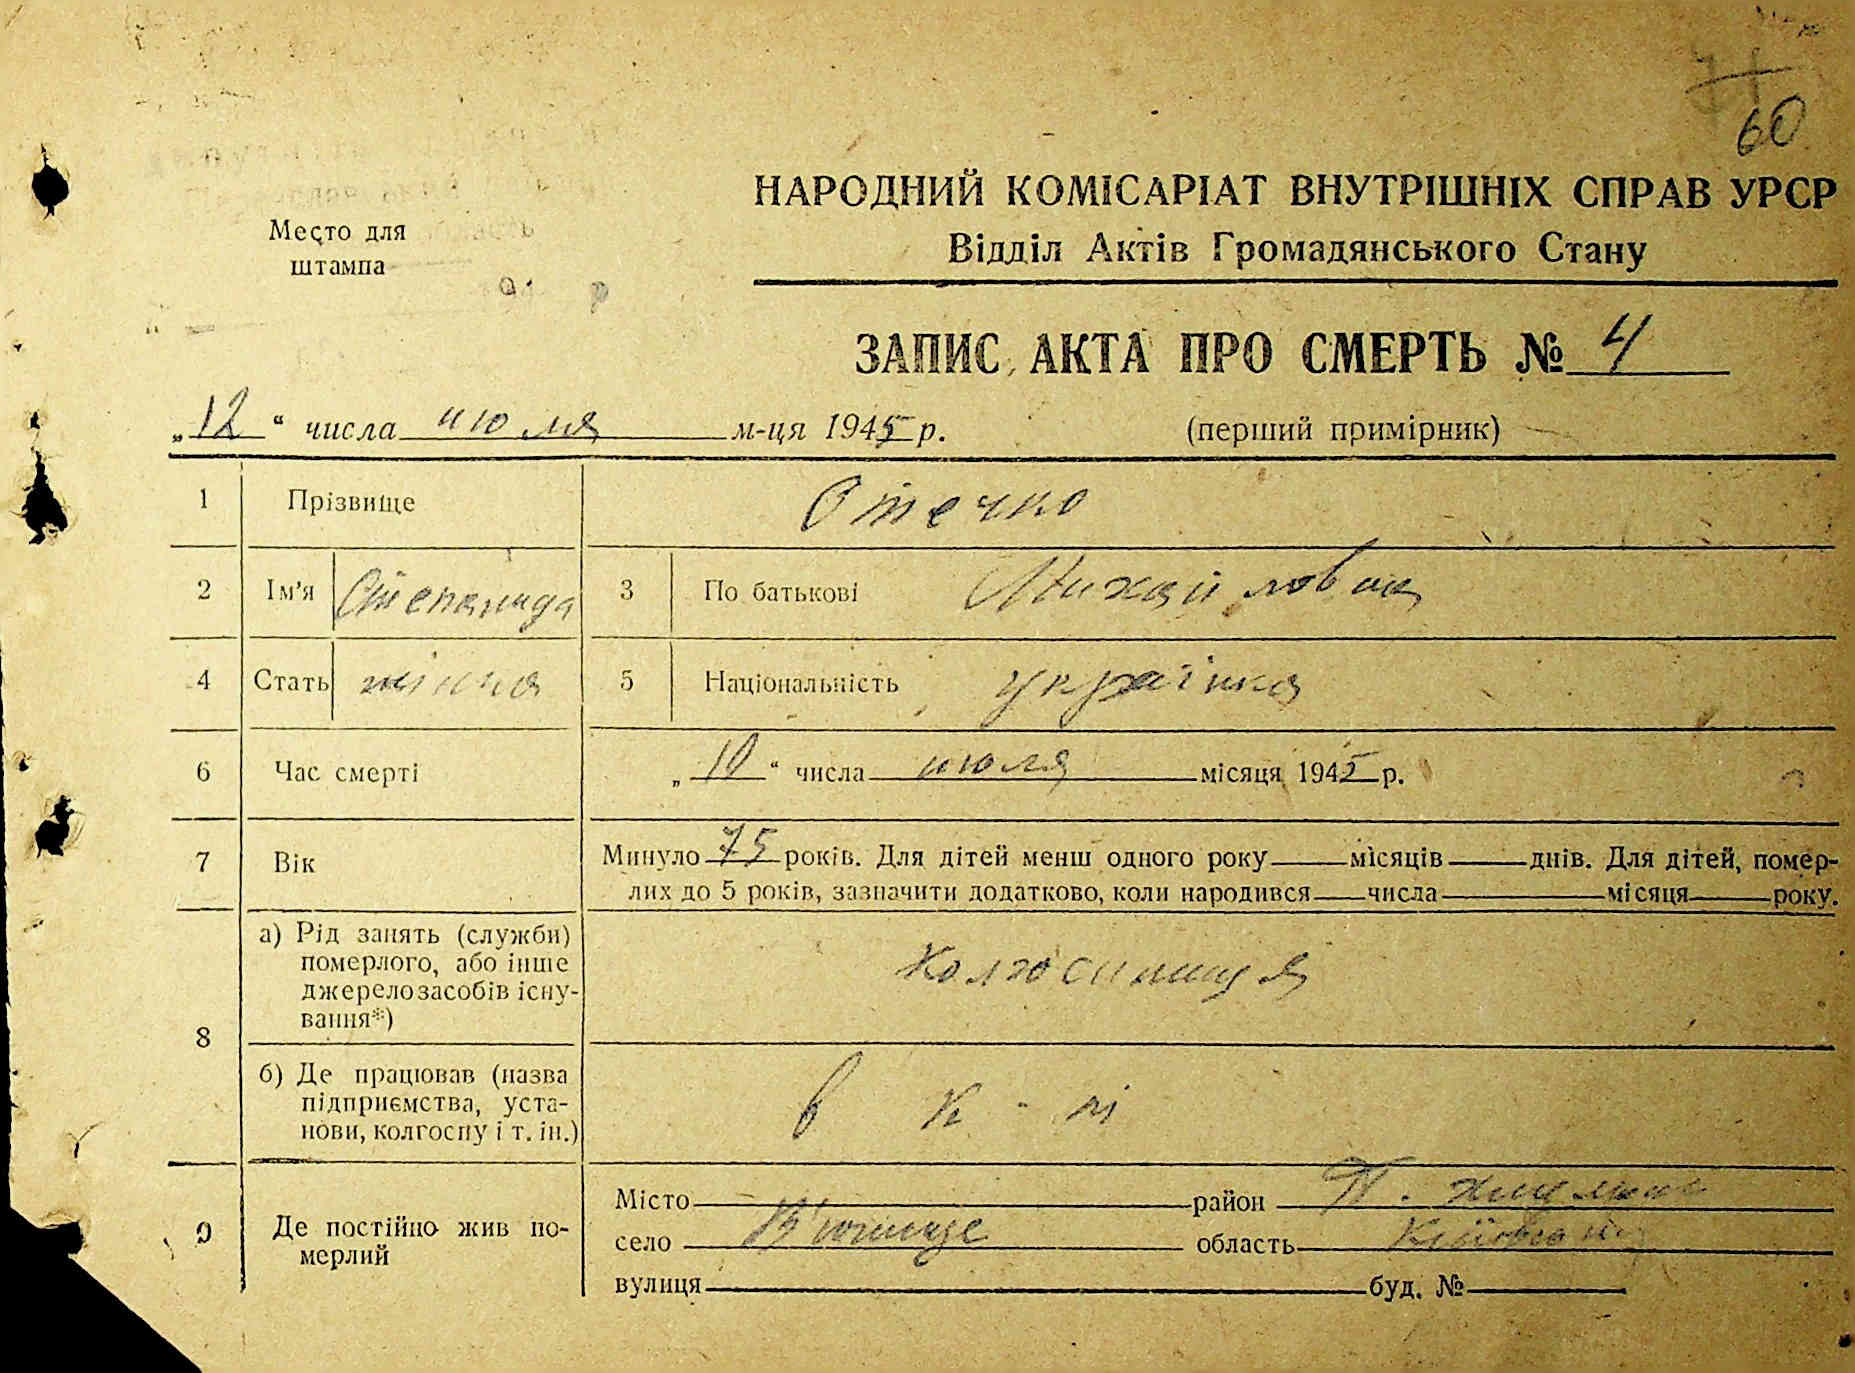 60
НАРОДНИЙ КОМІСАРІАТ ВНУТРІШНІХ СПРАВ УРСР
Место для штампа
Відділ Актів Громадянського Стану
ЗАПИС АКТА ПРО СМЕРТЬ № 4
„12“ числа июля м-ця 1945 р. (перший примірник)
1 Прізвище Отечко
2 Ім'я Степанида 3 По батькові Михайловна
4 Стать жінка 5 Національність українка
6 Час смерті „10“ числа июля місяця 1945 р.
7 Вік Минуло 75 років. Для дітей менш одного року місяців днів. Для дітей, помер-
лих до 5 років, зазначити додатково, коли народився числа місяця року.
8 а) Рід занять (служби)
померлого, або інше
джерело засобів існу-
вання*)
Колгоспниця
б) Де працював (назва
підприємства, уста-
нови, колгоспу і т. ін.)
в к-пі
9 Де постійно жив по-
мерлий
Місто район П.
село В'юнище область Київська
вулиця буд. №